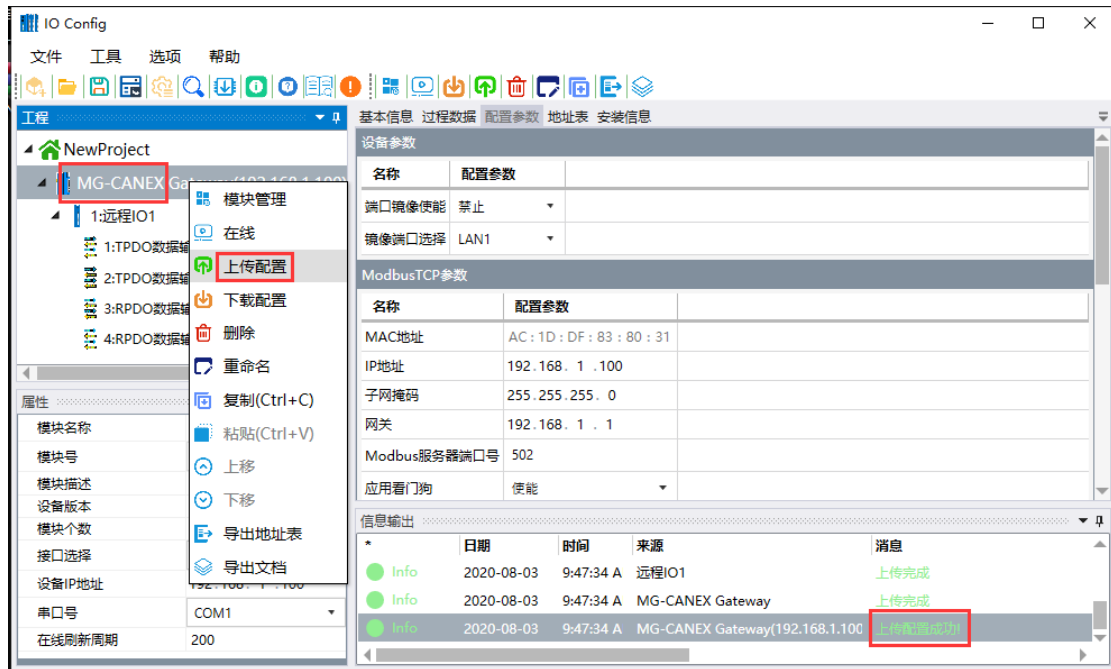 IO Config
文件 工具 选项 帮助
工程
NewProject
MG-CANEX Gateway(192.168.1.100)
1:远程IO1
1:TPDO数据输
2:TPDO数据输
3:RPDO数据输
4:RPDO数据输
模块管理
在线
上传配置
下载配置
删除
重命名
复制(Ctrl+C)
粘贴(Ctrl+V)
上移
下移
导出地址表
导出文档
属性
模块名称
模块号
模块描述
设备版本
模块个数
接口选择
设备IP地址 192.168. 1 .100
串口号 COM1
在线刷新周期 200
基本信息 过程数据 配置参数 地址表 安装信息
设备参数
名称 配置参数
端口镜像使能 禁止
镜像端口选择 LAN1
ModbusTCP参数
名称 配置参数
MAC地址 AC : 1D : DF : 83 : 80 : 31
IP地址 192.168. 1 .100
子网掩码 255.255.255. 0
网关 192.168. 1 . 1
Modbus服务器端口号 502
应用看门狗 使能
信息输出
* 日期 时间 来源 消息
Info 2020-08-03 9:47:34 A 远程IO1 上传完成
Info 2020-08-03 9:47:34 A MG-CANEX Gateway 上传完成
Info 2020-08-03 9:47:34 A MG-CANEX Gateway(192.168.1.100 上传配置成功!